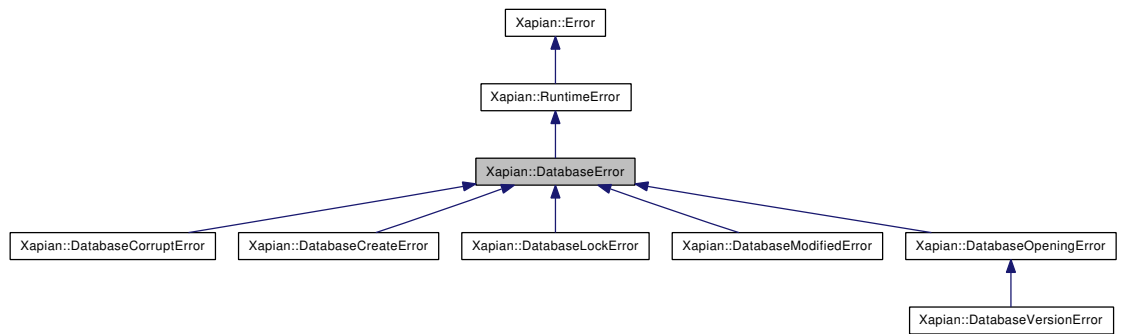 Xapian::Error
Xapian::RuntimeError
Xapian::DatabaseError
Xapian::DatabaseCorruptError
Xapian::DatabaseCreateError
Xapian::DatabaseLockError
Xapian::DatabaseModifiedError
Xapian::DatabaseOpeningError
Xapian::DatabaseVersionError